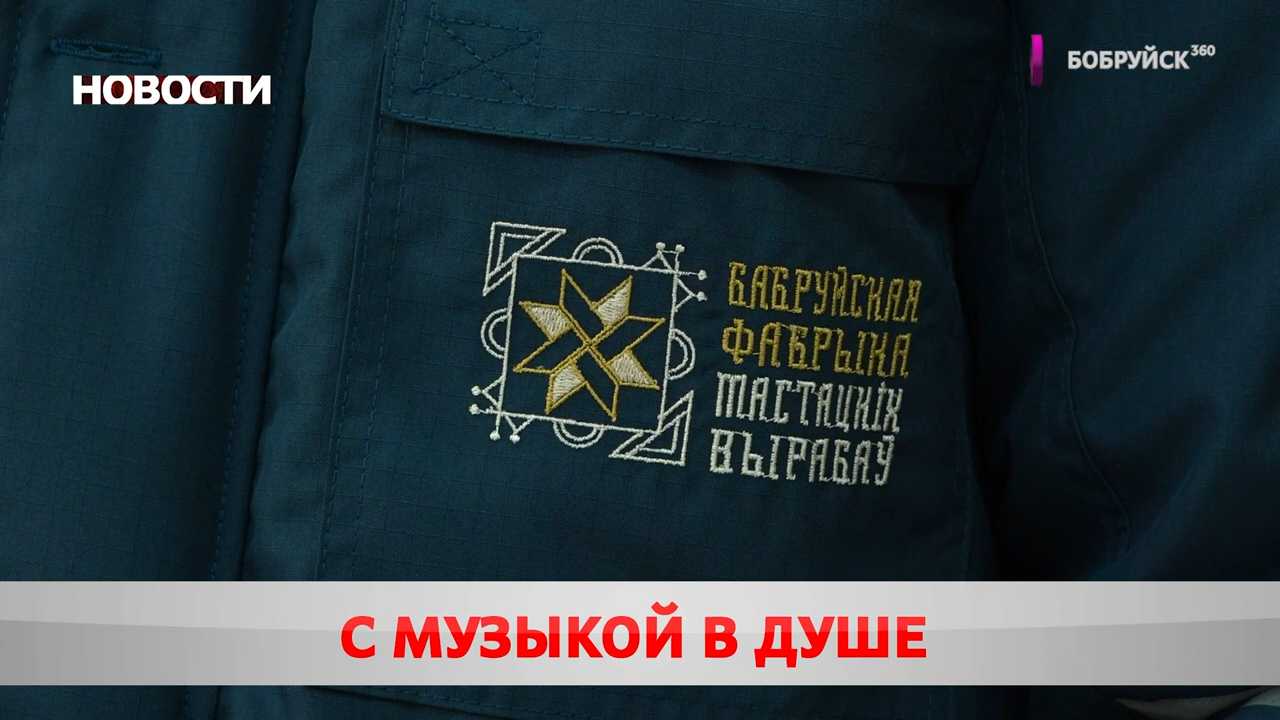 НОВОСТИ
БОБРУЙСК360
БАБРУЙСКАЯ
ФАБРЫКА
МАСТАЦКІХ
ВЫРАБАЎ
С МУЗЫКОЙ В ДУШЕ